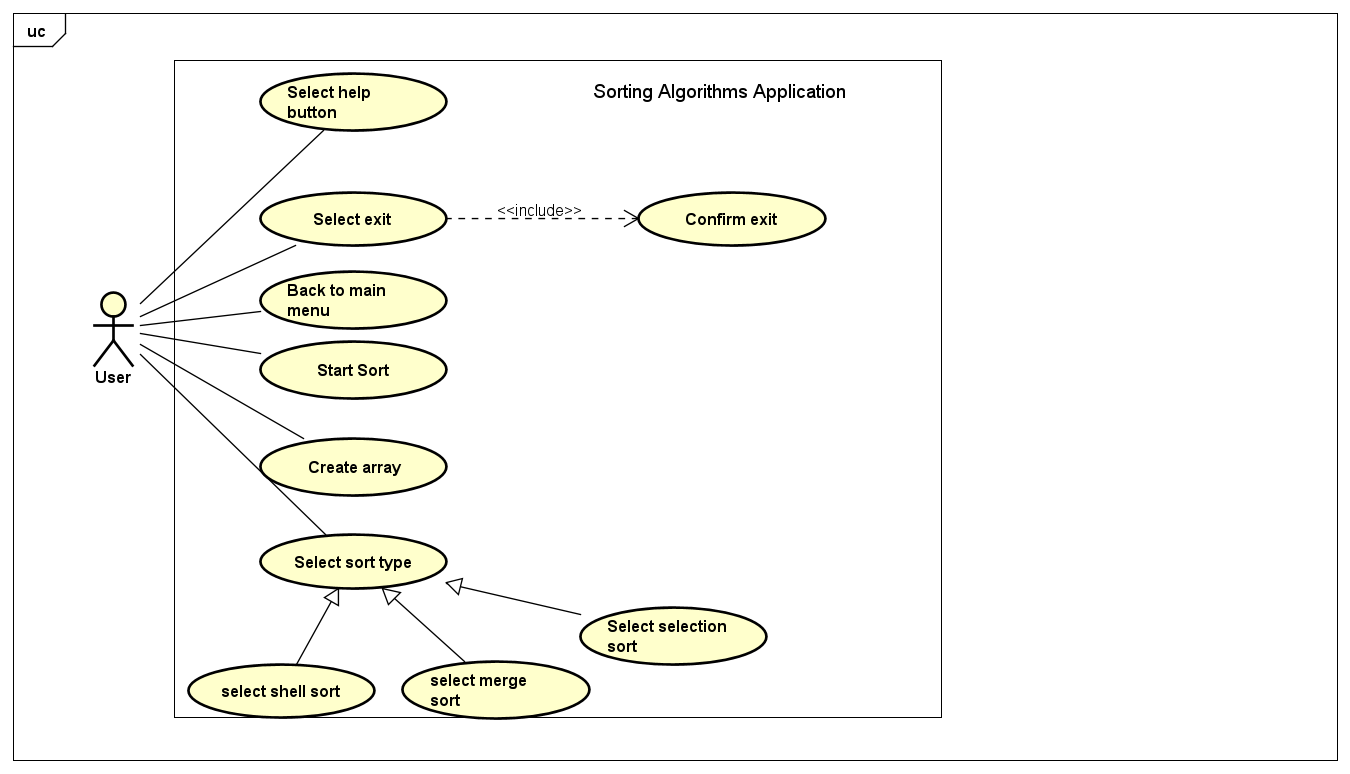 uc
Sorting Algorithms Application
Select help
button
Select exit
<<include>>
Confirm exit
Back to main
menu
Start Sort
User
Create array
Select sort type
Select selection
sort
select shell sort
select merge
sort